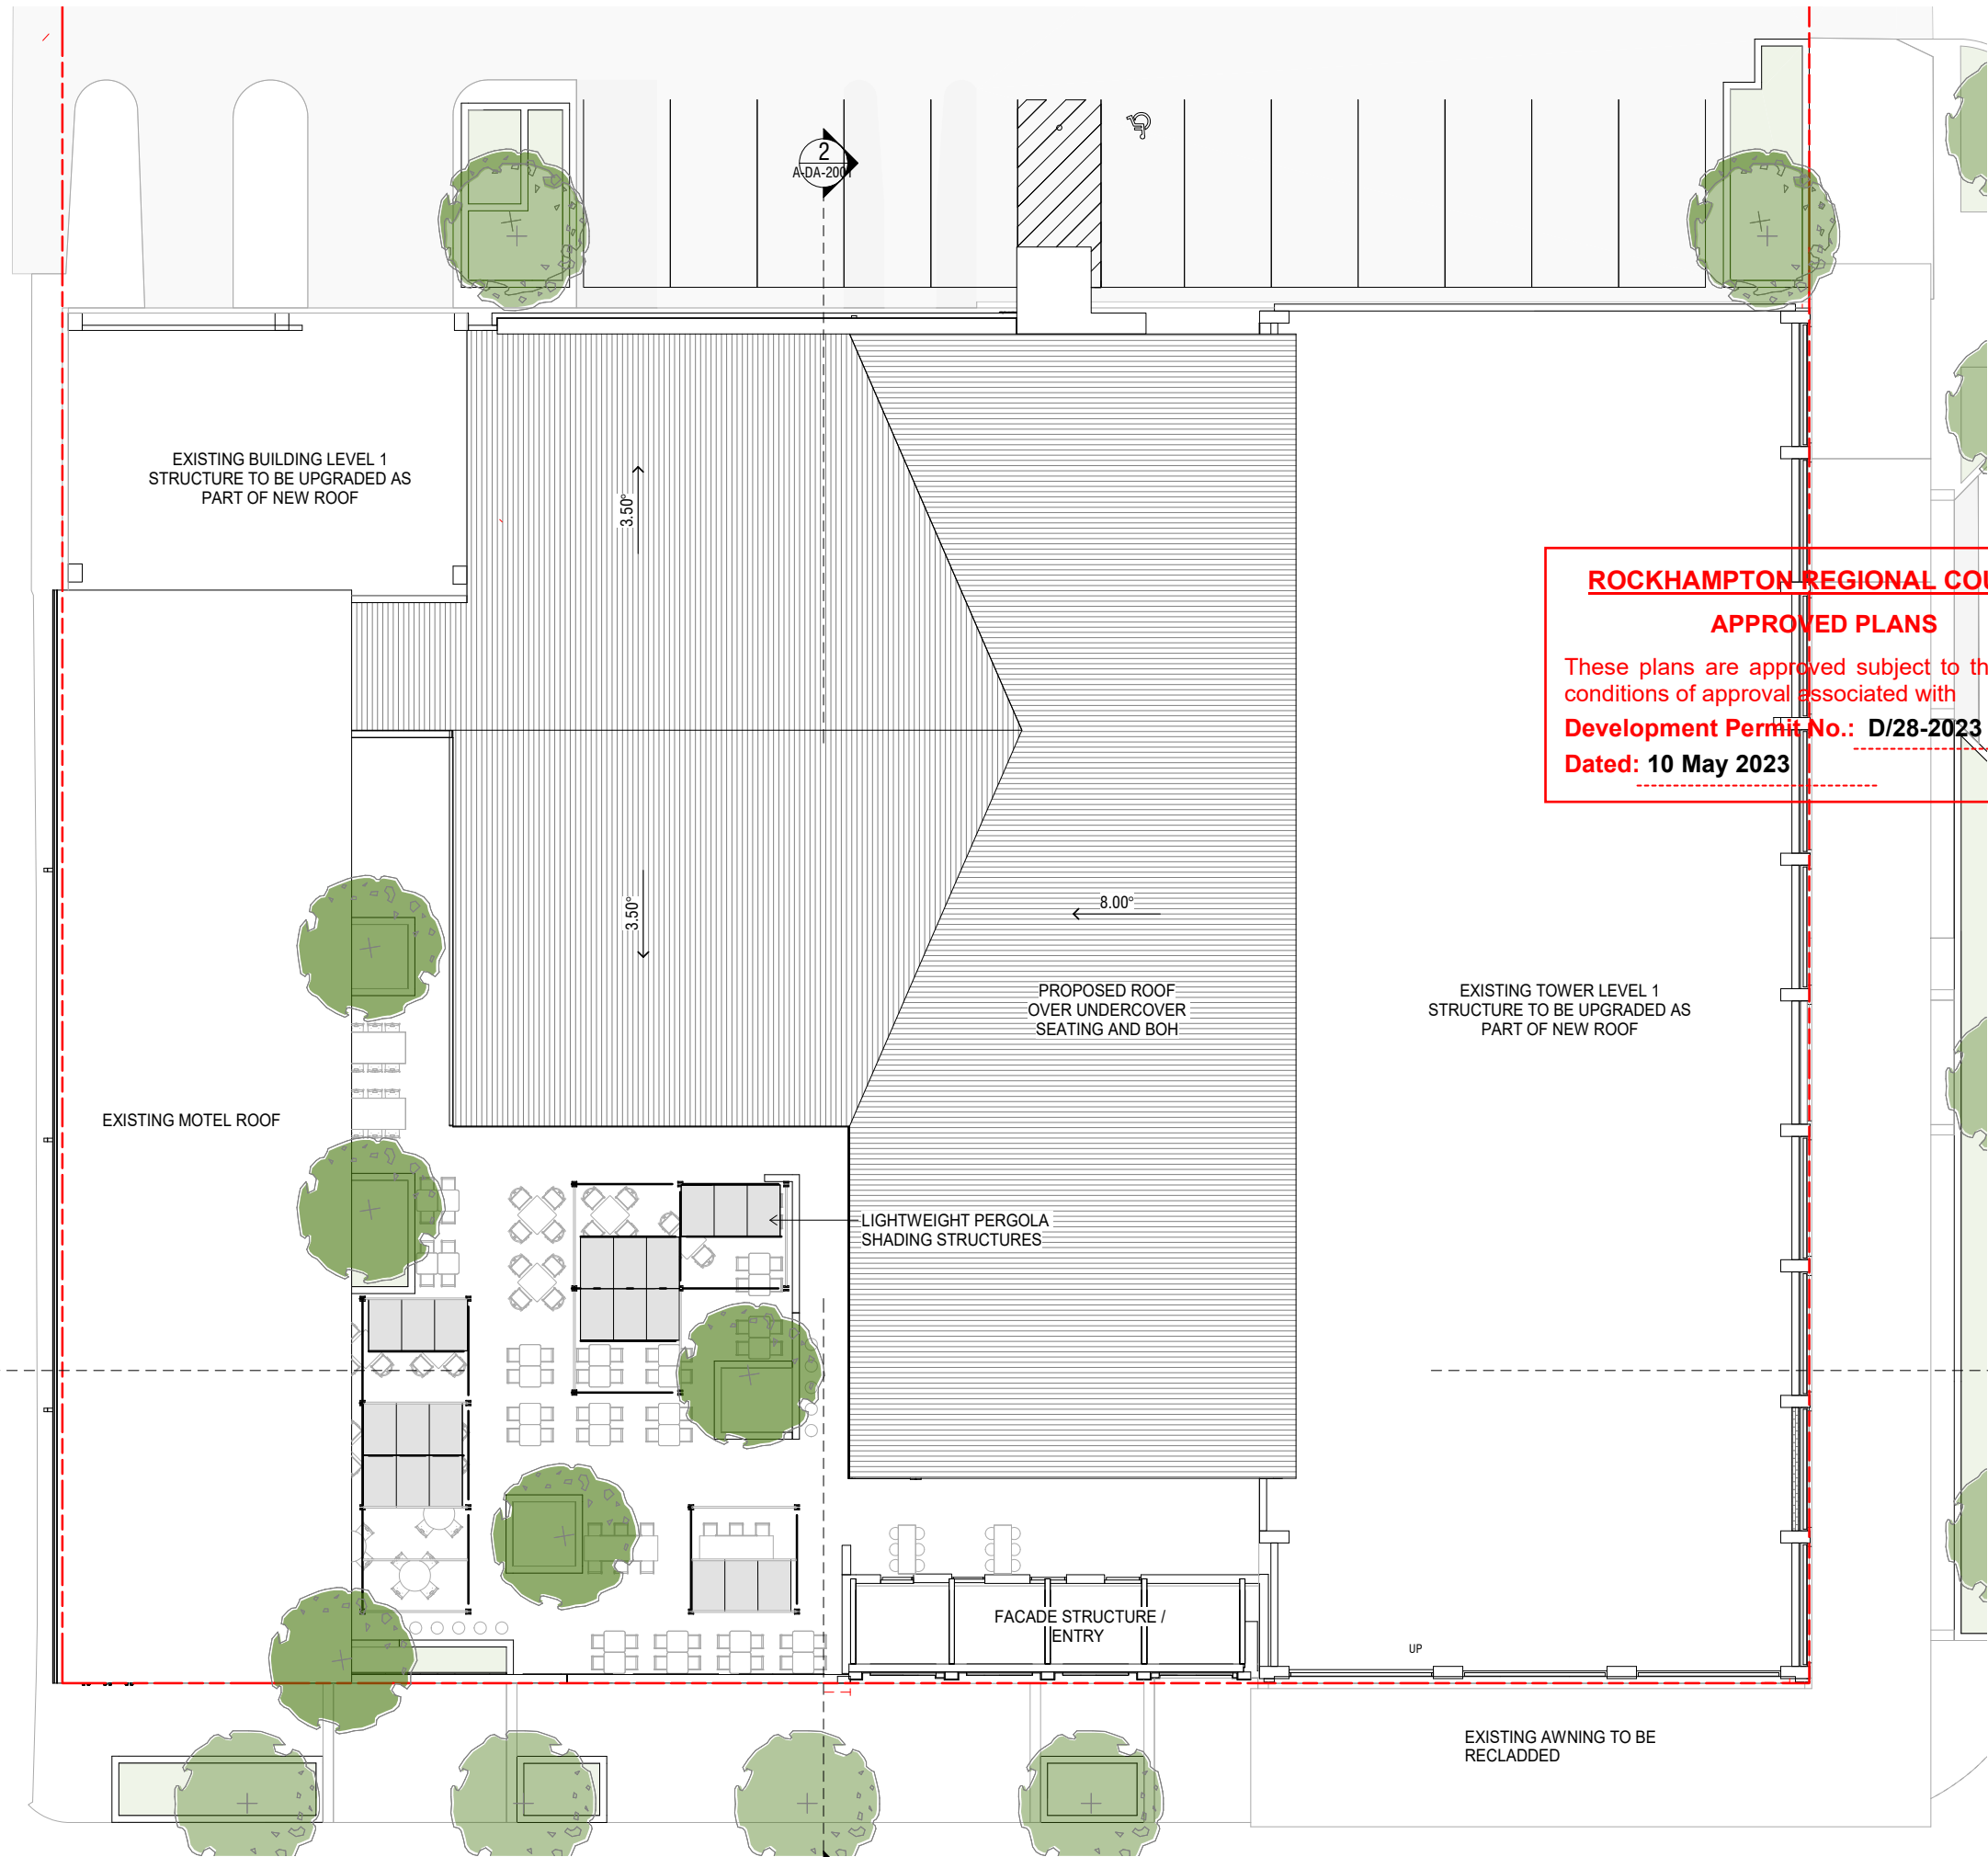 2
A-DA-2001
EXISTING BUILDING LEVEL 1
STRUCTURE TO BE UPGRADED AS
PART OF NEW ROOF
3.50°
ROCKHAMPTON REGIONAL COU
APPROVED PLANS
These plans are approved subject to th
conditions of approval associated with
Development Permit No.: D/28-2023
Dated: 10 May 2023
3.50°
8.00°
PROPOSED ROOF
OVER UNDERCOVER
SEATING AND BOH
EXISTING TOWER LEVEL 1
STRUCTURE TO BE UPGRADED AS
PART OF NEW ROOF
EXISTING MOTEL ROOF
LIGHTWEIGHT PERGOLA
SHADING STRUCTURES
FACADE STRUCTURE /
ENTRY
UP
EXISTING AWNING TO BE
RECLADDED